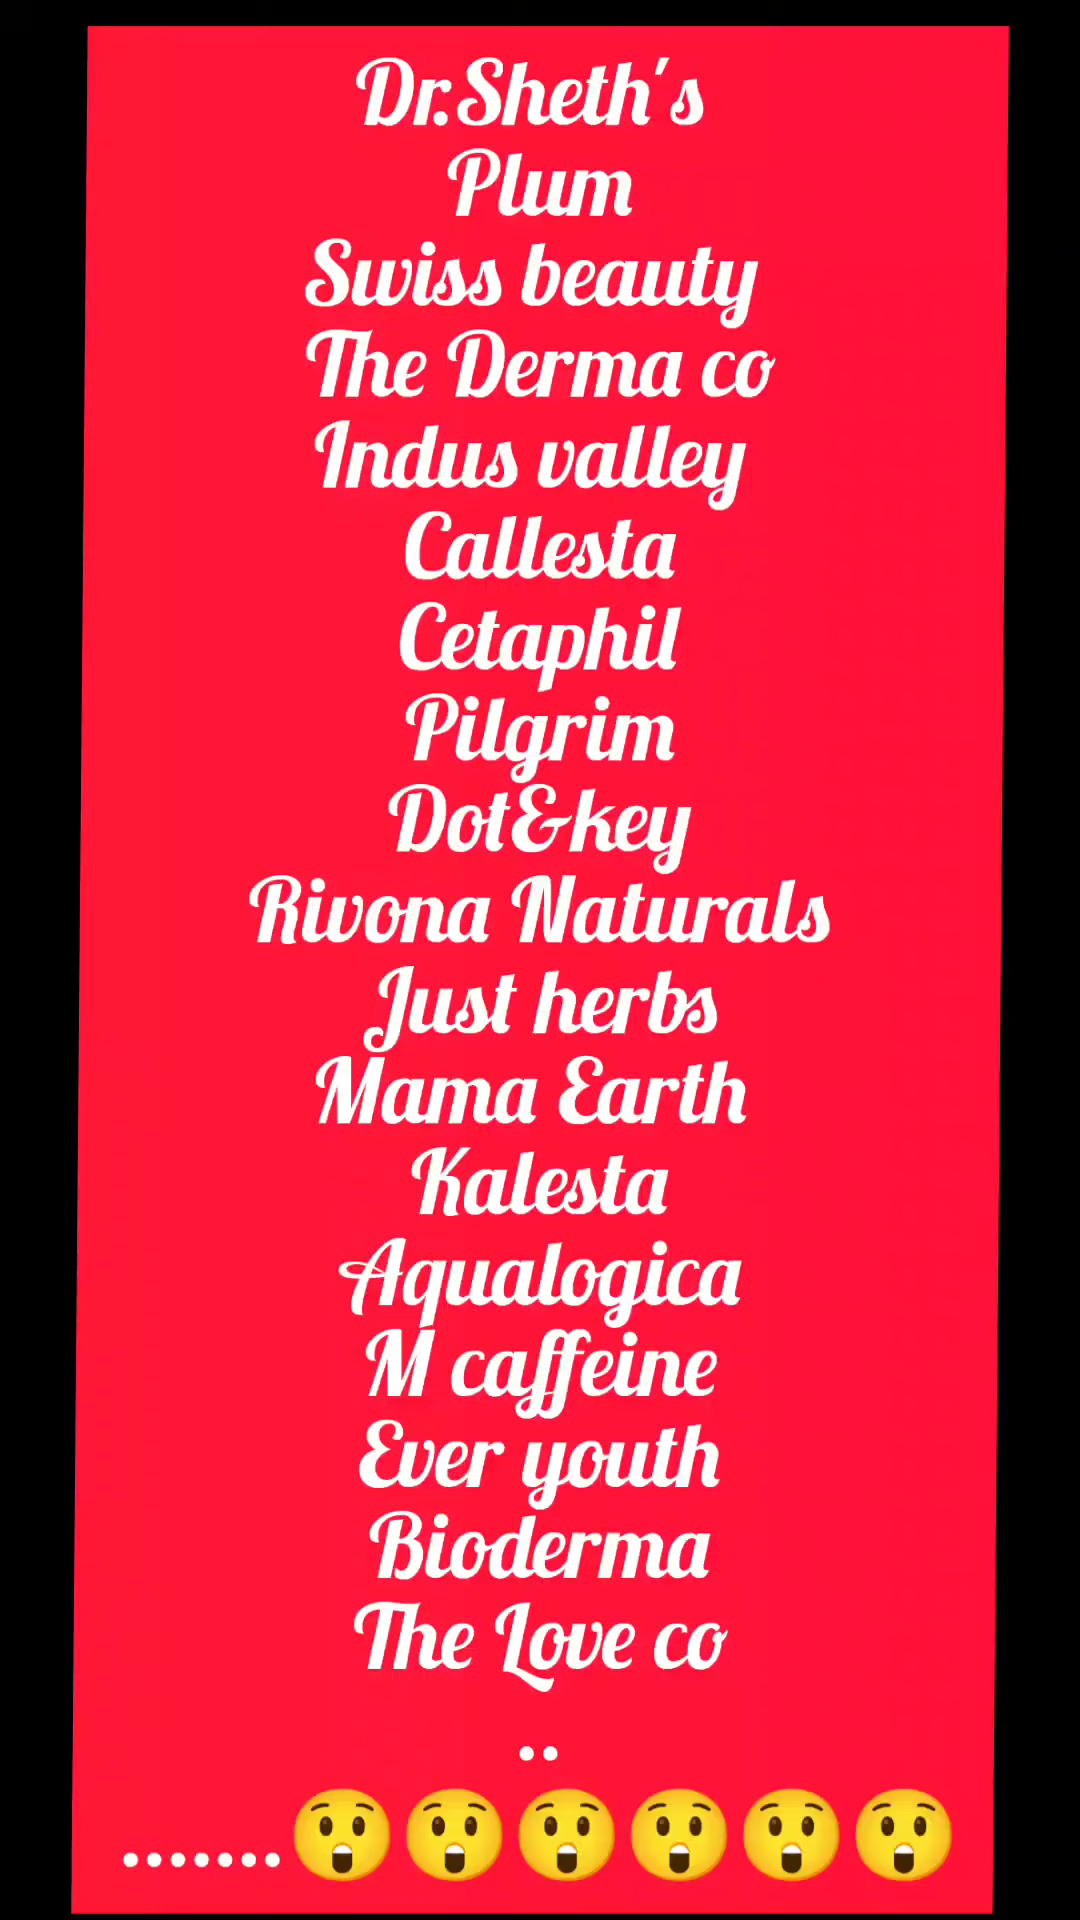 Dr.Sheth's
Plum
Swiss beauty
The Derma co
Indus valley
Callesta
Cetaphil
Pilgrim
Dot&key
Rivona Naturals
Just herbs
Mama Earth
Kalesta
Aqualogica
M caffeine
Ever youth
Bioderma
The Love co
..
.......😲😲😲😲😲😲